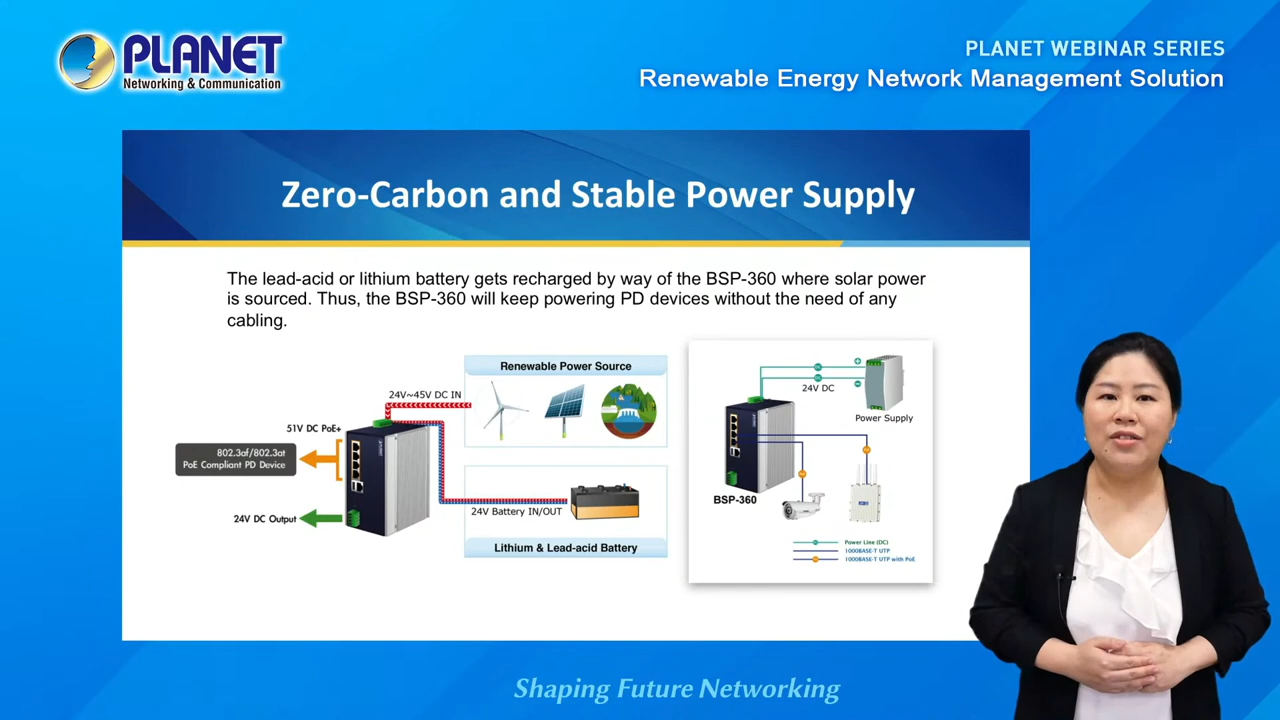 PLANET
Networking & Communication
PLANET WEBINAR SERIES
Renewable Energy Network Management Solution
Zero-Carbon and Stable Power Supply
The lead-acid or lithium battery gets recharged by way of the BSP-360 where solar power
is sourced. Thus, the BSP-360 will keep powering PD devices without the need of any
cabling.
Renewable Power Source
24V~45V DC IN
51V DC PoE+
802.3af/802.3at
PoE Compliant PD Device
24V DC Output
24V Battery IN/OUT
Lithium & Lead-acid Battery
24V DC
Power Supply
BSP-360
Power Line (DC)
1000BASE-T UTP
1000BASE-T UTP with PoE
Shaping Future Networking